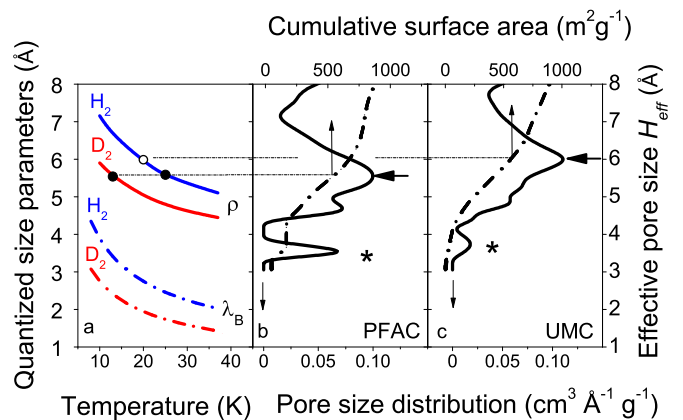 Cumulative surface area (m²g⁻¹)
0 500 1000
0 500 1000
Quantized size parameters (Å)
8
7
6
5
4
3
2
1
H₂
D₂
ρ
H₂
D₂
λ_B
a
*
b PFAC
*
c UMC
8
7
6
5
4
3
2
1
Effective pore size H_eff (Å)
10 20 30 40
0 0.05 0.10
0 0.05 0.10
Temperature (K)
Pore size distribution (cm³ Å⁻¹ g⁻¹)